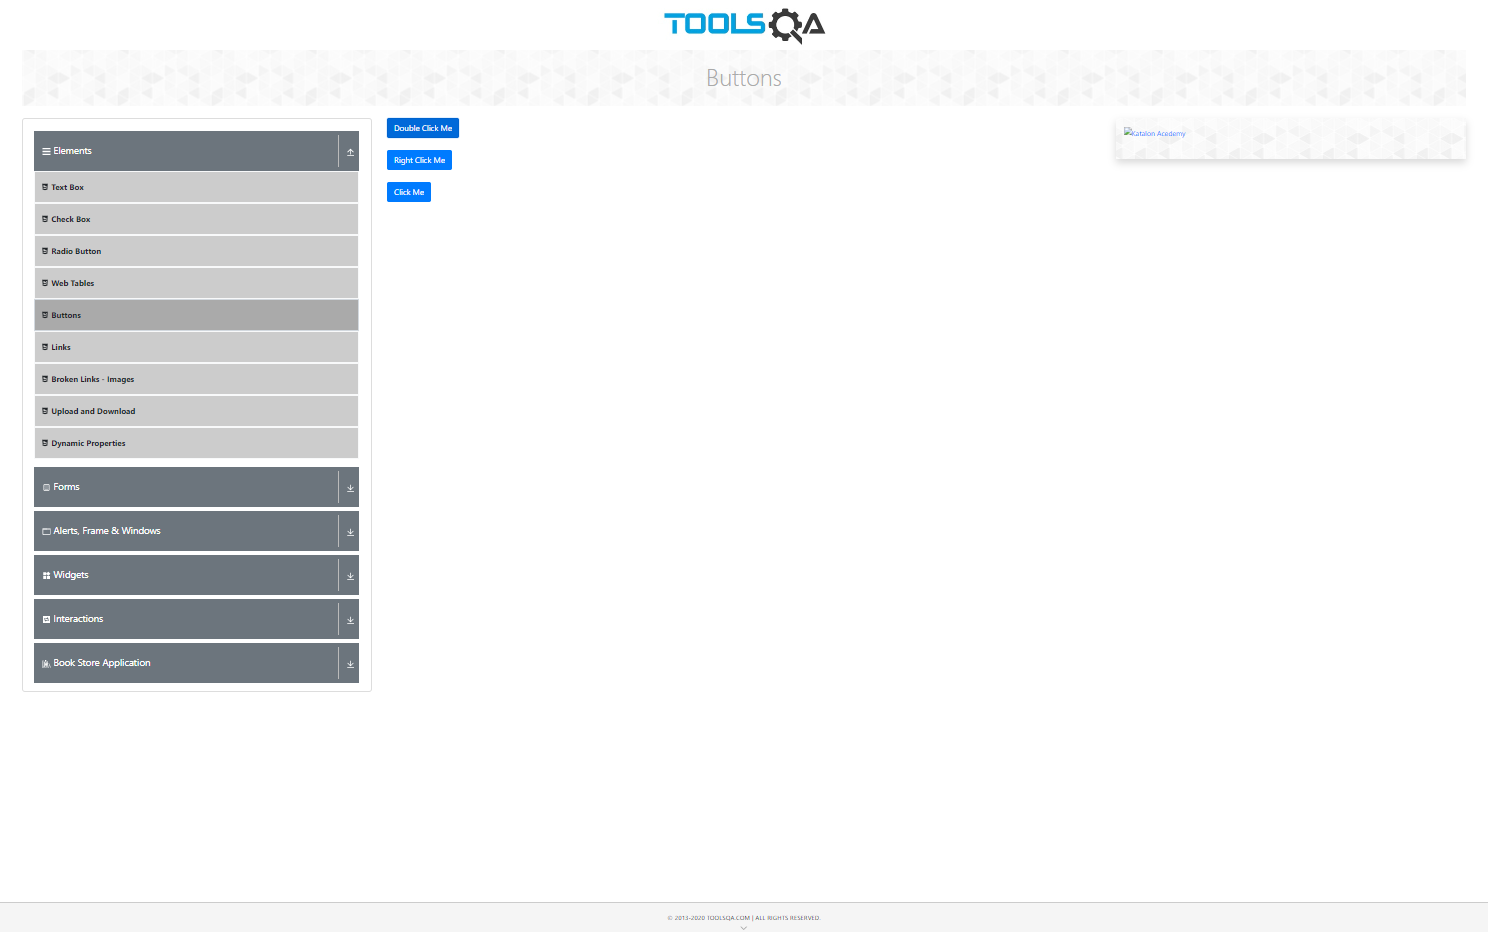 TOOLSQA
Buttons
Elements
Text Box
Check Box
Radio Button
Web Tables
Buttons
Links
Broken Links - Images
Upload and Download
Dynamic Properties
Forms
Alerts, Frame & Windows
Widgets
Interactions
Book Store Application
Double Click Me
Right Click Me
Click Me
Katalon Acedemy
© 2013-2020 TOOLSQA.COM | ALL RIGHTS RESERVED.